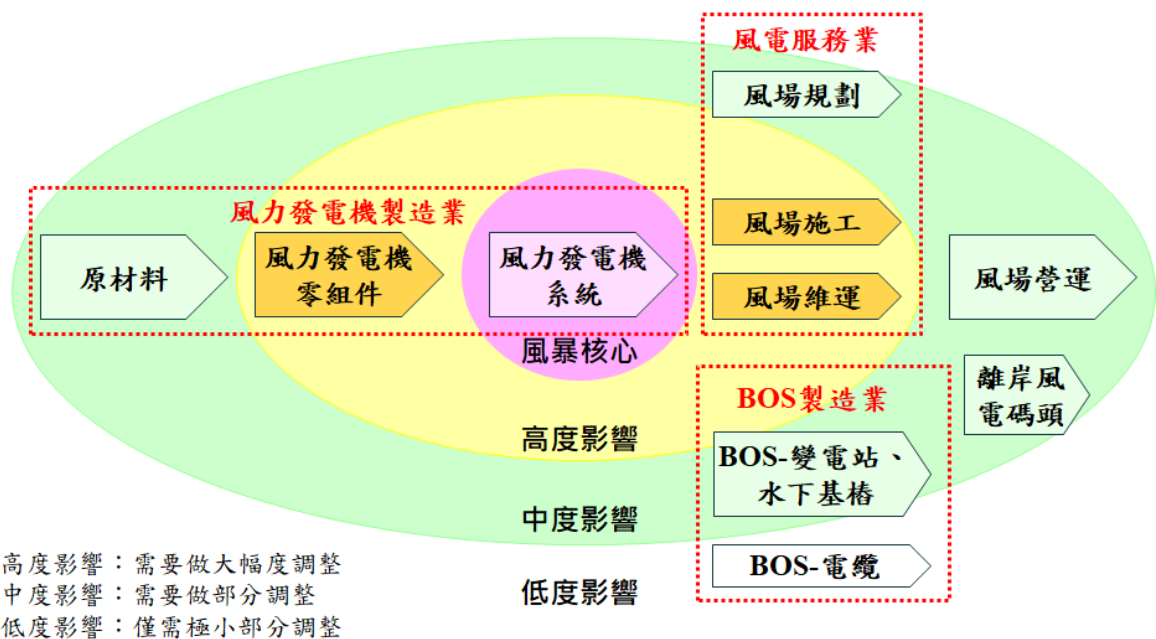 風電服務業
風場規劃
風力發電機製造業
風場施工
原材料
風力發電機
零組件
風力發電機
系統
風場維運
風場營運
風暴核心
離岸風
電碼頭
BOS製造業
高度影響
BOS-變電站、
水下基樁
中度影響
BOS-電纜
低度影響
高度影響：需要做大幅度調整
中度影響：需要做部分調整
低度影響：僅需極小部分調整